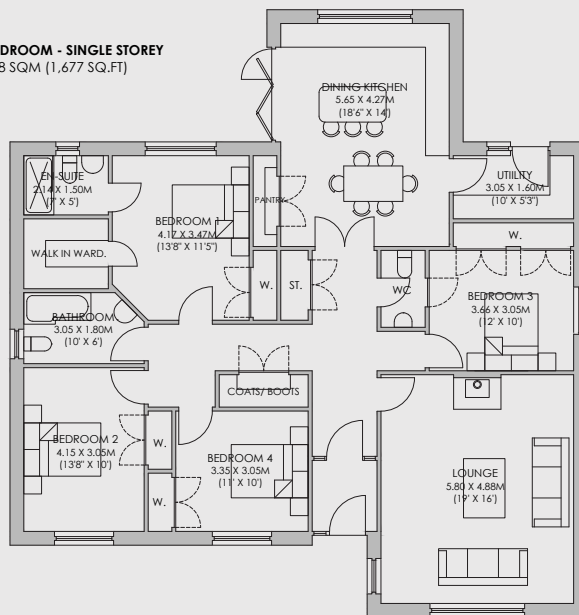 DROOM - SINGLE STOREY
8 SQM (1,677 SQ.FT)
DINING KITCHEN
5.65 X 4.27M
(18'6" X 14')
EN-SUITE
2.14 X 1.50M
(7' X 5')
UTILITY
3.05 X 1.60M
(10' X 5'3")
PANTRY
BEDROOM 1
4.17 X 3.47M
(13'8" X 11'5")
WALK IN WARD.
W.
W.
ST.
WC
BEDROOM 3
3.66 X 3.05M
(12' X 10')
BATHROOM
3.05 X 1.80M
(10' X 6')
COATS/ BOOTS
BEDROOM 2
4.15 X 3.05M
(13'8" X 10')
W.
W.
BEDROOM 4
3.35 X 3.05M
(11' X 10')
LOUNGE
5.80 X 4.88M
(19' X 16')